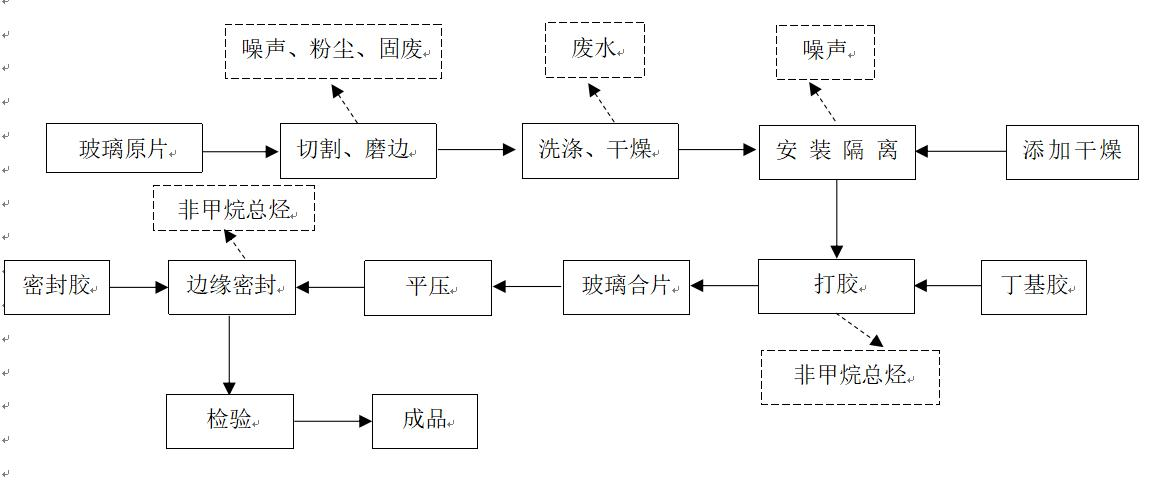 噪声、粉尘、固废
废水
噪声
玻璃原片
切割、磨边
洗涤、干燥
安装隔离
添加干燥
非甲烷总烃
密封胶
边缘密封
平压
玻璃合片
打胶
丁基胶
非甲烷总烃
检验
成品